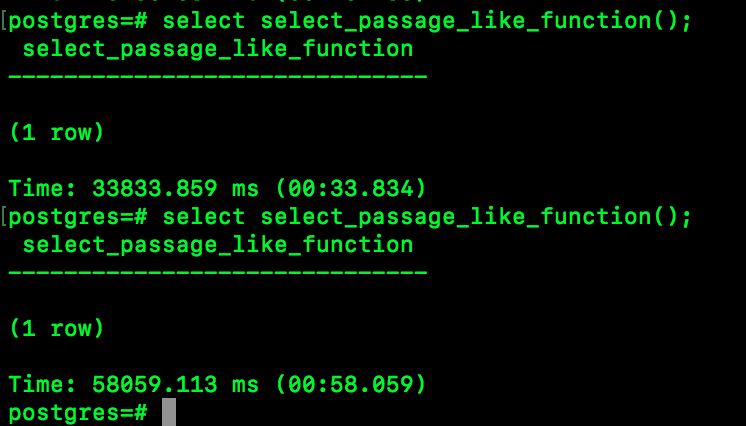 postgres=# select select_passage_like_function();
 select_passage_like_function
------------------------------

(1 row)

Time: 33833.859 ms (00:33.834)
postgres=# select select_passage_like_function();
 select_passage_like_function
------------------------------

(1 row)

Time: 58059.113 ms (00:58.059)
postgres=#